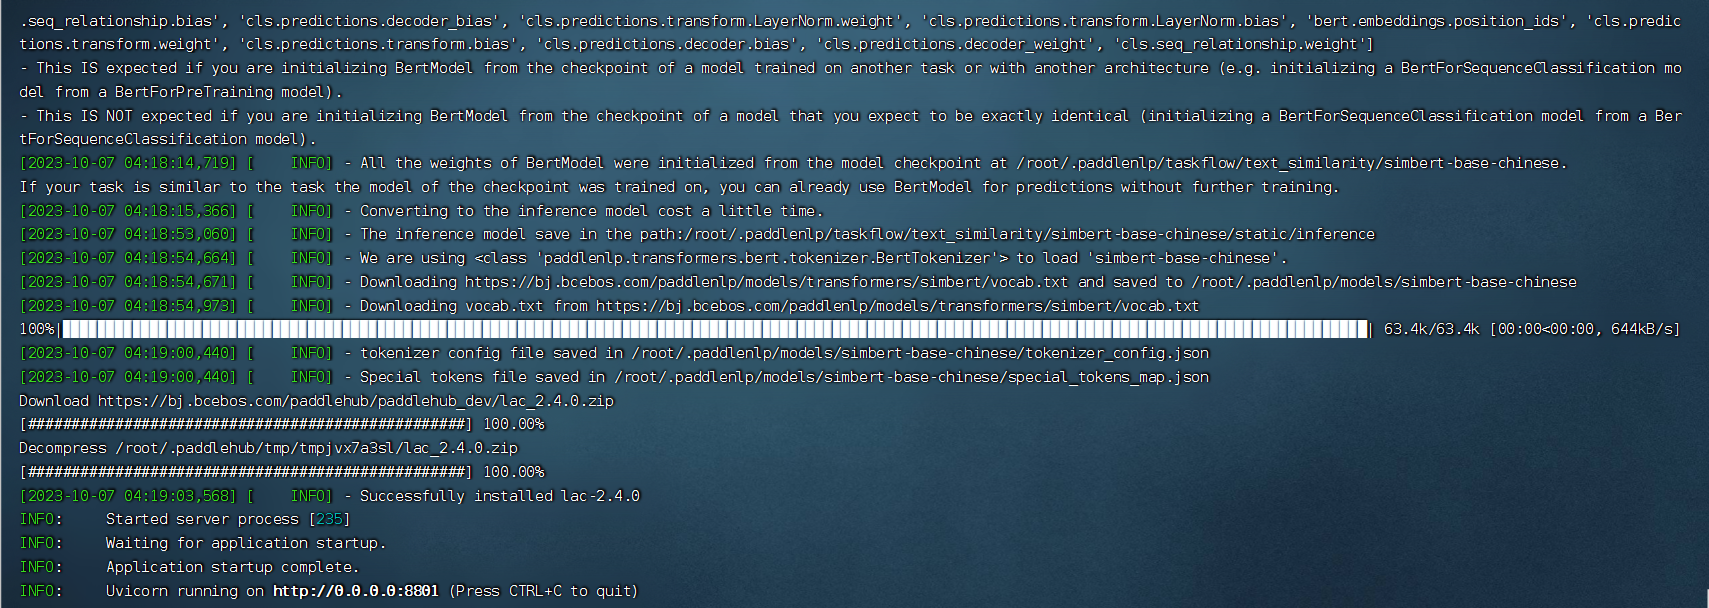 .seq_relationship.bias', 'cls.predictions.decoder_bias', 'cls.predictions.transform.LayerNorm.weight', 'cls.predictions.transform.LayerNorm.bias', 'bert.embeddings.position_ids', 'cls.predic
tions.transform.weight', 'cls.predictions.transform.bias', 'cls.predictions.decoder.bias', 'cls.predictions.decoder_weight', 'cls.seq_relationship.weight']
- This IS expected if you are initializing BertModel from the checkpoint of a model trained on another task or with another architecture (e.g. initializing a BertForSequenceClassification mo
del from a BertForPreTraining model).
- This IS NOT expected if you are initializing BertModel from the checkpoint of a model that you expect to be exactly identical (initializing a BertForSequenceClassification model from a Ber
tForSequenceClassification model).
[2023-10-07 04:18:14,719] [    INFO] - All the weights of BertModel were initialized from the model checkpoint at /root/.paddlenlp/taskflow/text_similarity/simbert-base-chinese.
If your task is similar to the task the model of the checkpoint was trained on, you can already use BertModel for predictions without further training.
[2023-10-07 04:18:15,366] [    INFO] - Converting to the inference model cost a little time.
[2023-10-07 04:18:53,060] [    INFO] - The inference model save in the path:/root/.paddlenlp/taskflow/text_similarity/simbert-base-chinese/static/inference
[2023-10-07 04:18:54,664] [    INFO] - We are using <class 'paddlenlp.transformers.bert.tokenizer.BertTokenizer'> to load 'simbert-base-chinese'.
[2023-10-07 04:18:54,671] [    INFO] - Downloading https://bj.bcebos.com/paddlenlp/models/transformers/simbert/vocab.txt and saved to /root/.paddlenlp/models/simbert-base-chinese
[2023-10-07 04:18:54,973] [    INFO] - Downloading vocab.txt from https://bj.bcebos.com/paddlenlp/models/transformers/simbert/vocab.txt
100%| | 63.4k/63.4k [00:00<00:00, 644kB/s]
[2023-10-07 04:19:00,440] [    INFO] - tokenizer config file saved in /root/.paddlenlp/models/simbert-base-chinese/tokenizer_config.json
[2023-10-07 04:19:00,440] [    INFO] - Special tokens file saved in /root/.paddlenlp/models/simbert-base-chinese/special_tokens_map.json
Download https://bj.bcebos.com/paddlehub/paddlehub_dev/lac_2.4.0.zip
[##################################################] 100.00%
Decompress /root/.paddlehub/tmp/tmpjvx7a3sl/lac_2.4.0.zip
[##################################################] 100.00%
[2023-10-07 04:19:03,568] [    INFO] - Successfully installed lac-2.4.0
INFO:     Started server process [235]
INFO:     Waiting for application startup.
INFO:     Application startup complete.
INFO:     Uvicorn running on http://0.0.0.0:8801 (Press CTRL+C to quit)